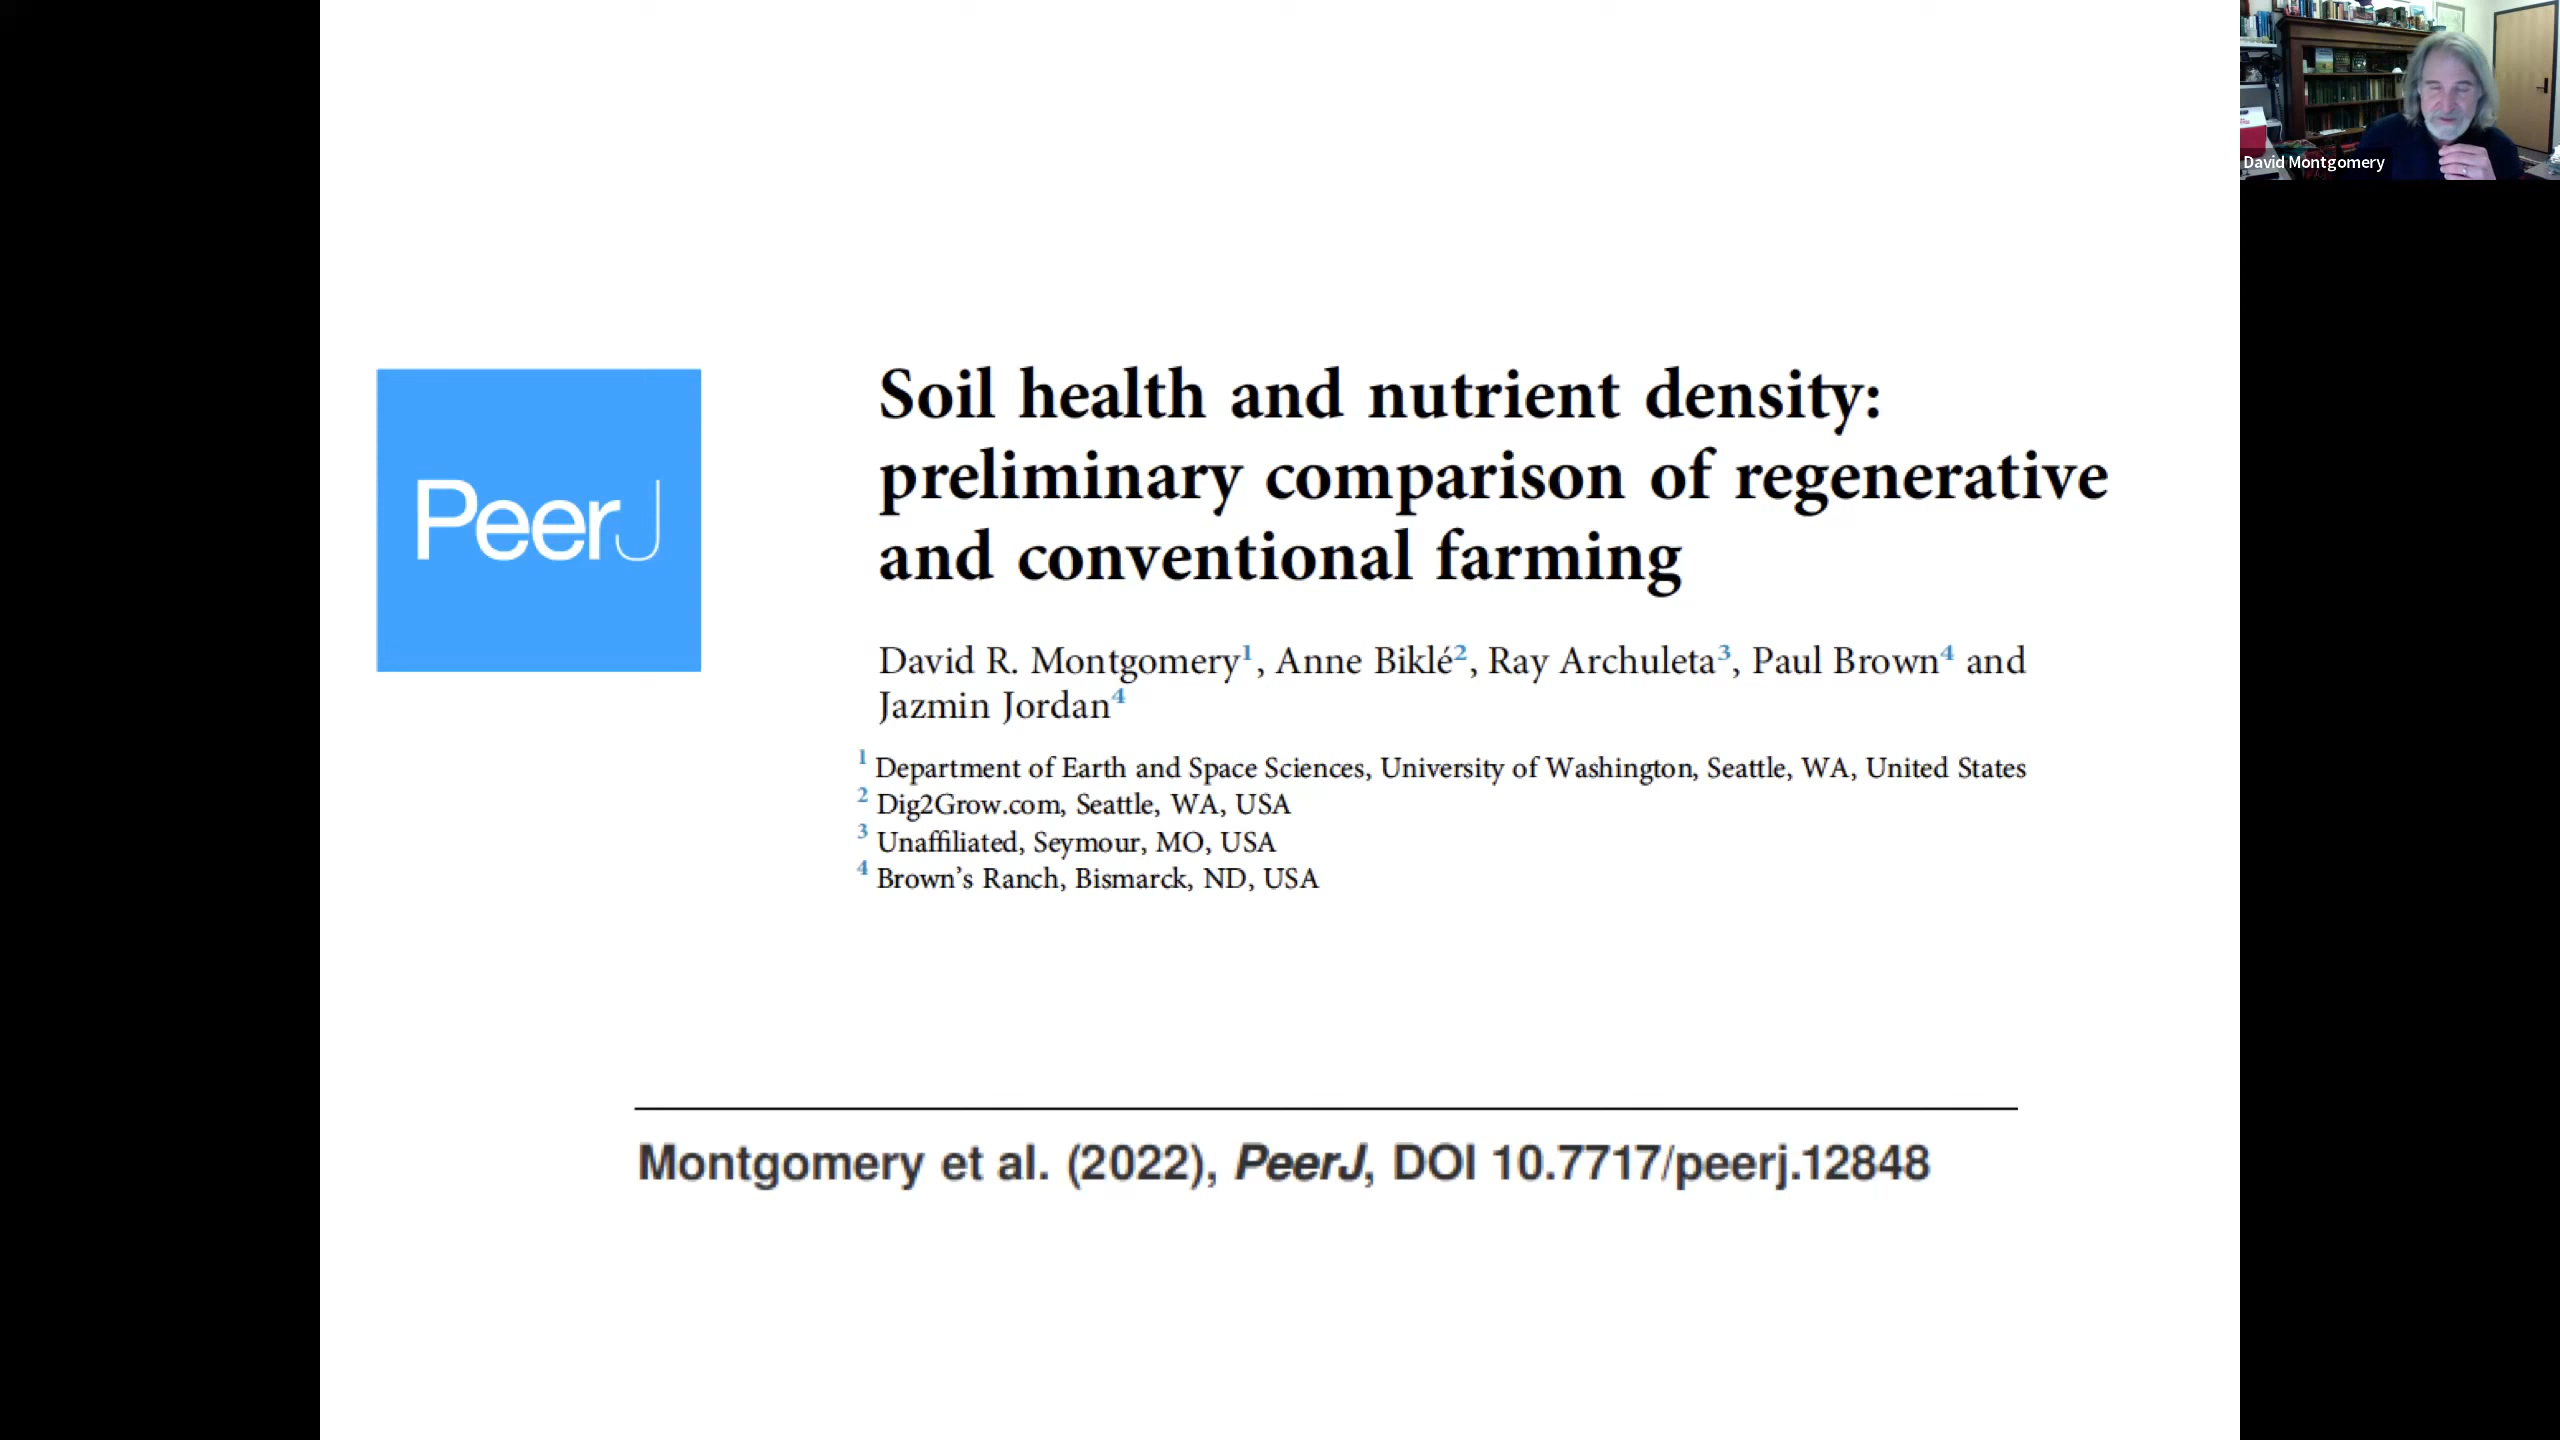 David Montgomery
PeerJ
Soil health and nutrient density:
preliminary comparison of regenerative
and conventional farming
David R. Montgomery1, Anne Biklé2, Ray Archuleta3, Paul Brown4 and
Jazmin Jordan4
1 Department of Earth and Space Sciences, University of Washington, Seattle, WA, United States
2 Dig2Grow.com, Seattle, WA, USA
3 Unaffiliated, Seymour, MO, USA
4 Brown’s Ranch, Bismarck, ND, USA
Montgomery et al. (2022), PeerJ, DOI 10.7717/peerj.12848